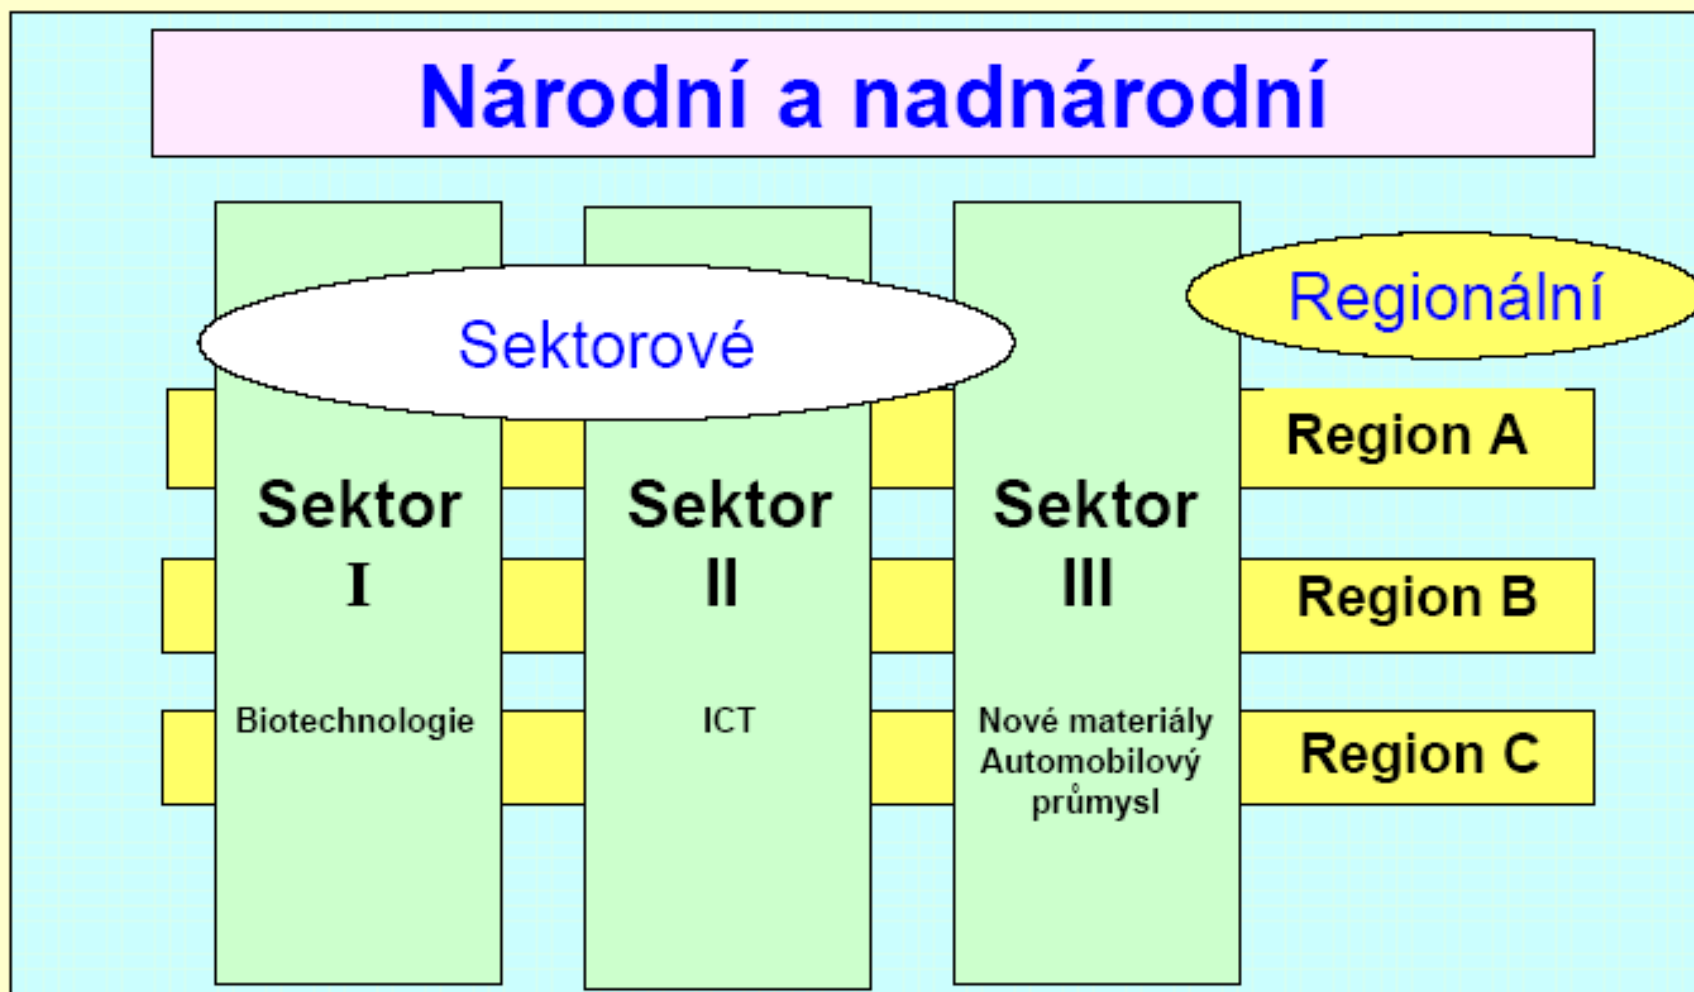 Národní a nadnárodní
Regionální
Sektorové
Region A
Sektor
I
Sektor
II
Sektor
III
Region B
Biotechnologie
ICT
Nové materiály
Automobilový
průmysl
Region C